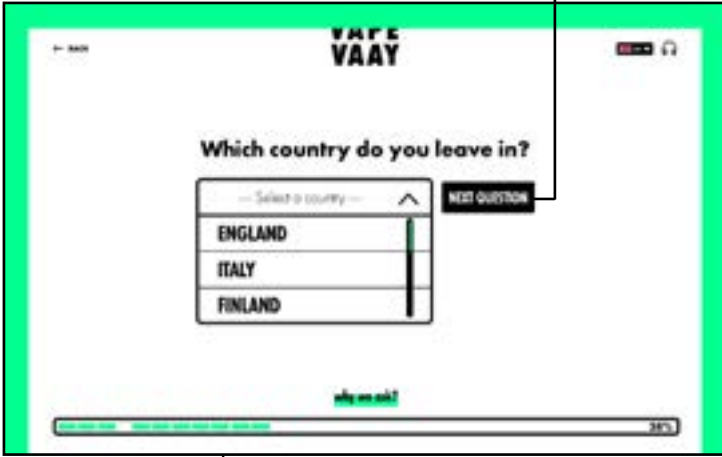 ← BACK
VAPE
VAAY
Which country do you leave in?
— Select a country —
NEXT QUESTION
ENGLAND
ITALY
FINLAND
why we ask?
38%